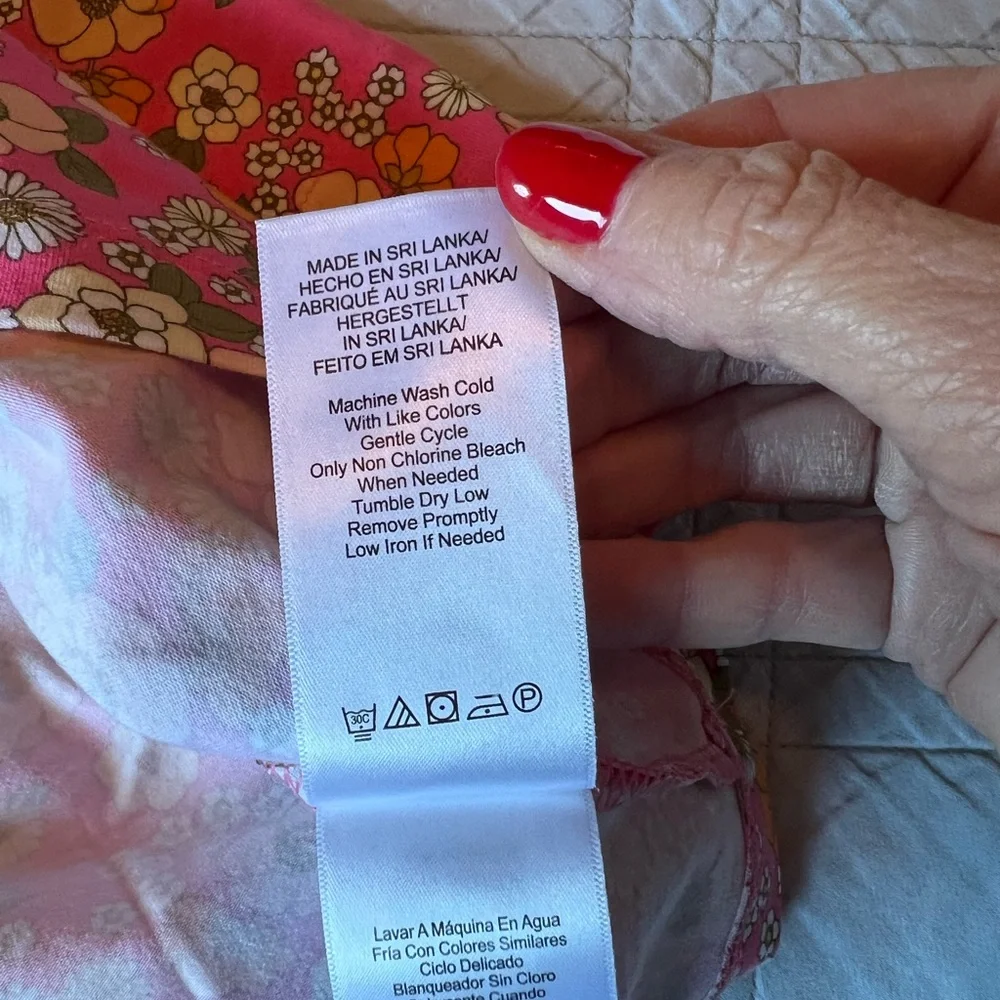 MADE IN SRI LANKA/
HECHO EN SRI LANKA/
FABRIQUÉ AU SRI LANKA/
HERGESTELLT
IN SRI LANKA/
FEITO EM SRI LANKA
Machine Wash Cold
With Like Colors
Gentle Cycle
Only Non Chlorine Bleach
When Needed
Tumble Dry Low
Remove Promptly
Low Iron If Needed
30C P
Lavar A Máquina En Agua
Fría Con Colores Similares
Ciclo Delicado
Blanqueador Sin Cloro
Solamente Cuando